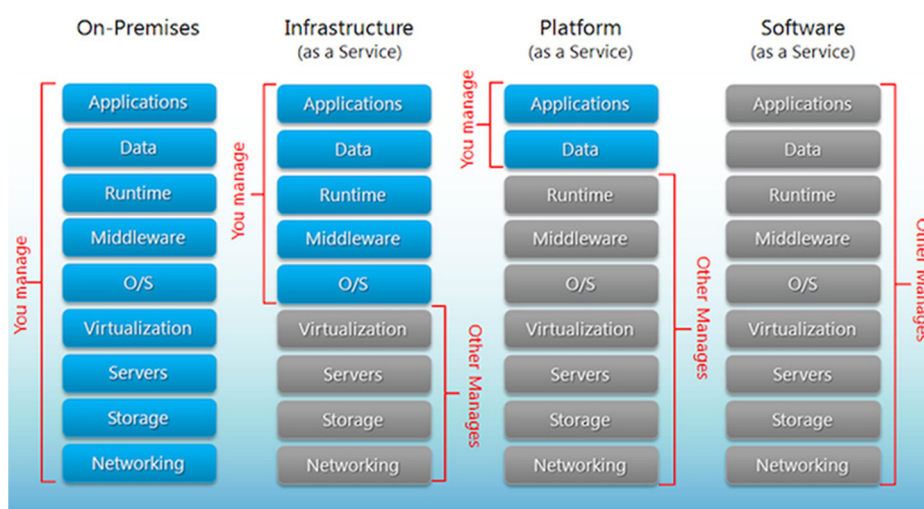 On-Premises
Applications
Data
Runtime
Middleware
O/S
Virtualization
Servers
Storage
Networking
You manage
Infrastructure
(as a Service)
Applications
Data
Runtime
Middleware
O/S
Virtualization
Servers
Storage
Networking
You manage
Other Manages
Platform
(as a Service)
Applications
Data
Runtime
Middleware
O/S
Virtualization
Servers
Storage
Networking
You manage
Other Manages
Software
(as a Service)
Applications
Data
Runtime
Middleware
O/S
Virtualization
Servers
Storage
Networking
Other Manages